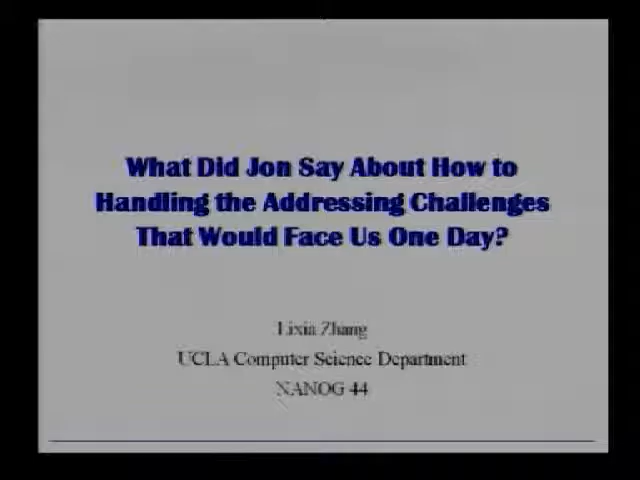 What Did Jon Say About How to
Handling the Addressing Challenges
That Would Face Us One Day?
Lixia Zhang
UCLA Computer Science Department
NANOG 44